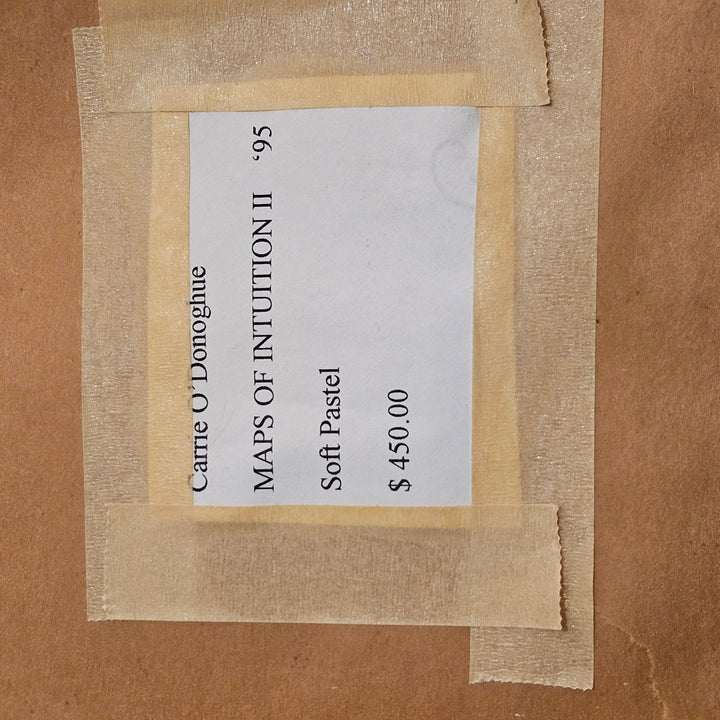 Carrie O'Donoghue
MAPS OF INTUITION II ‘95
Soft Pastel
$ 450.00